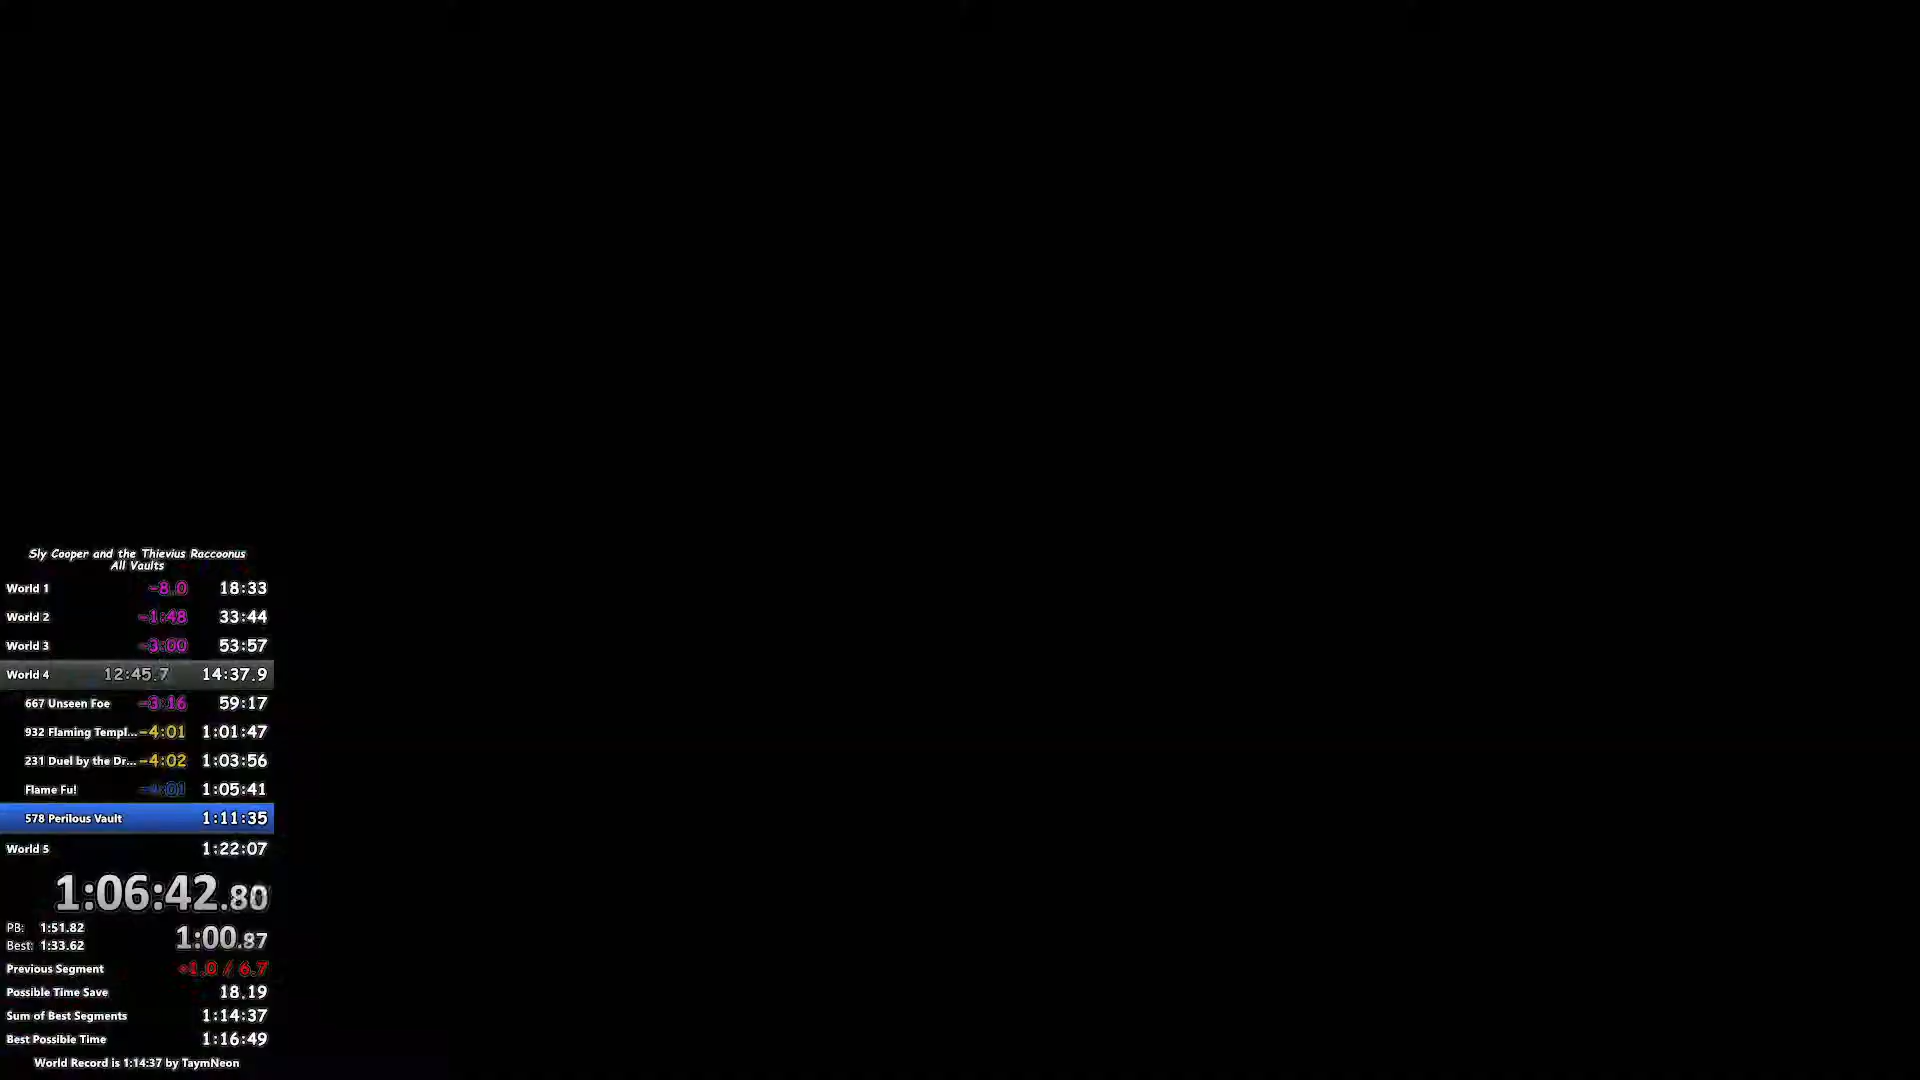 Sly Cooper and the Thievius Raccoonus
All Vaults
World 1 -8.0 18:33
World 2 -1:48 33:44
World 3 -3:00 53:57
World 4 12:45.7 14:37.9
667 Unseen Foe -3:16 59:17
932 Flaming Templ... -4:01 1:01:47
231 Duel by the Dr... -4:02 1:03:56
Flame Fu! -4:01 1:05:41
578 Perilous Vault 1:11:35
World 5 1:22:07
1:06:42.80
PB: 1:51.82
Best: 1:33.62
1:00.87
Previous Segment +1.0 / 6.7
Possible Time Save 18.19
Sum of Best Segments 1:14:37
Best Possible Time 1:16:49
World Record is 1:14:37 by TaymNeon